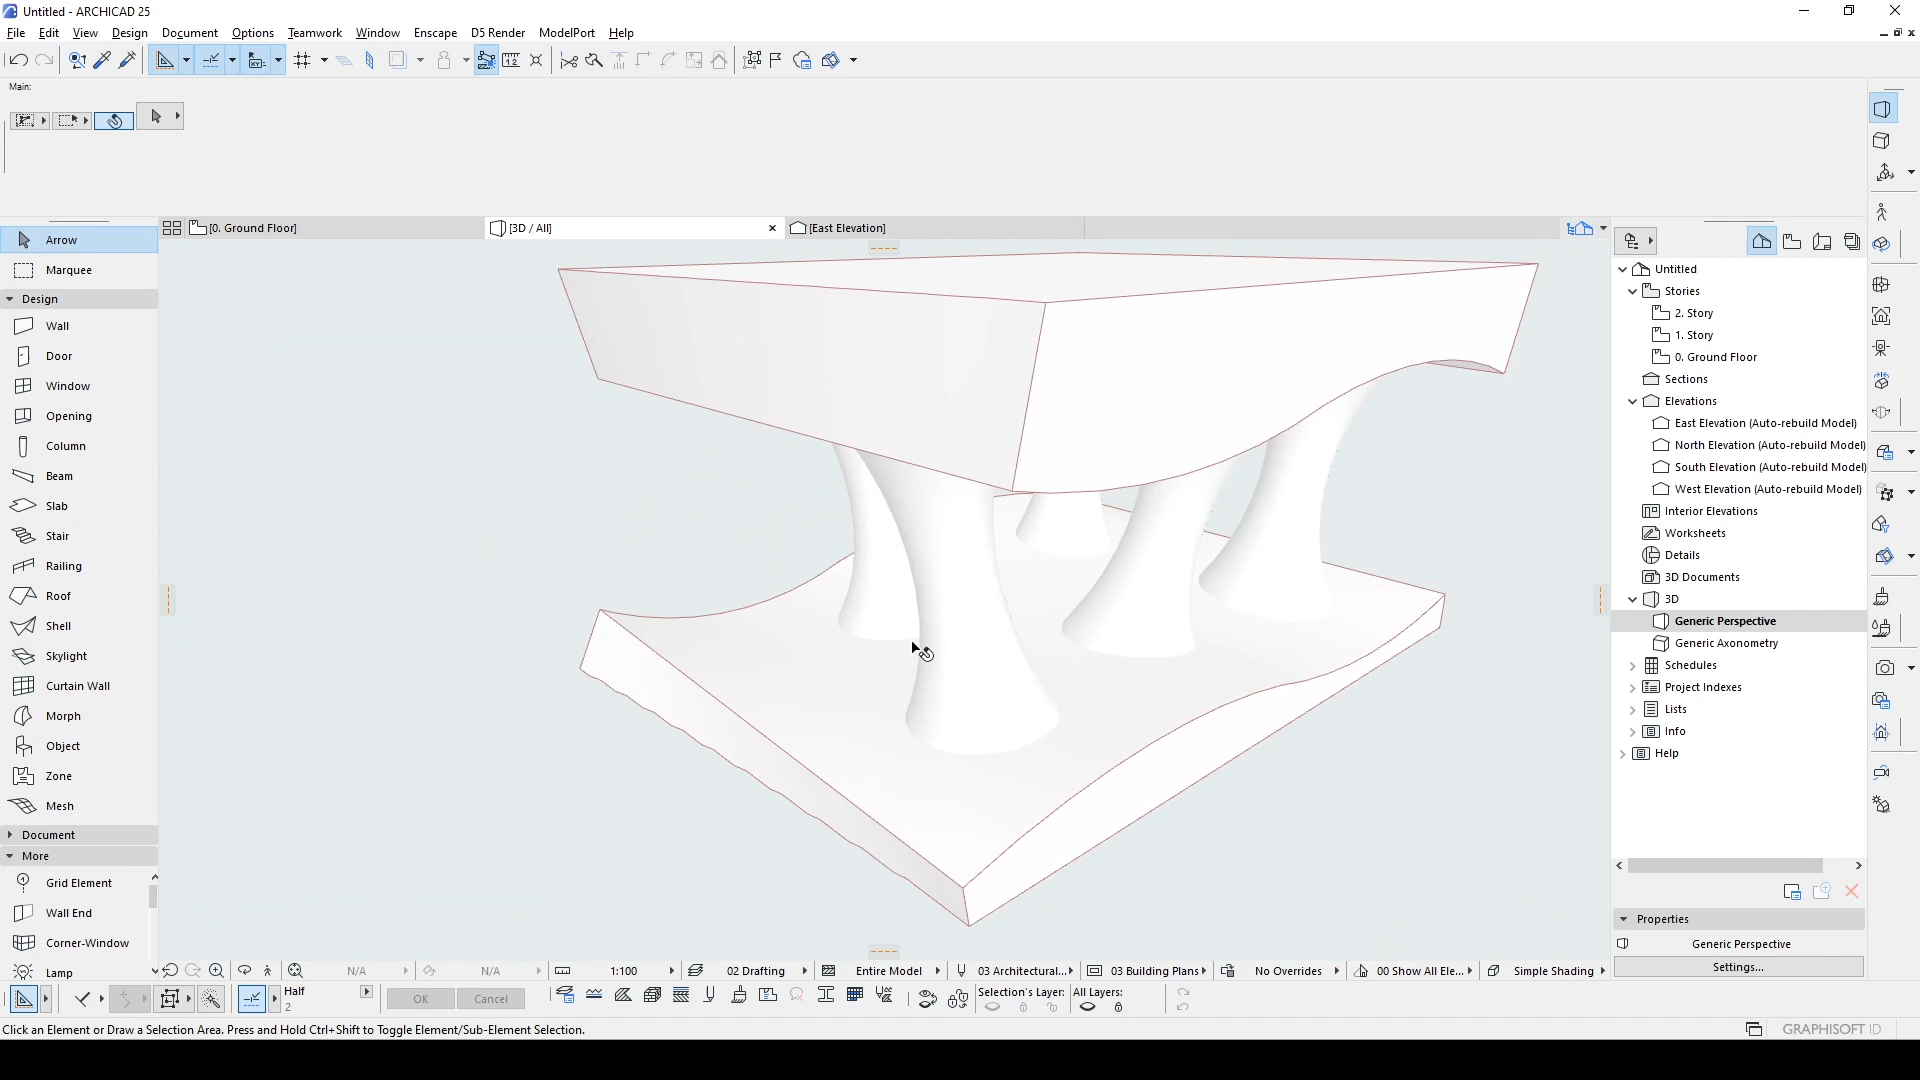 Untitled - ARCHICAD 25
File Edit View Design Document Options Teamwork Window Enscape D5 Render ModelPort Help
Main:
[0. Ground Floor]
[3D / All]
[East Elevation]
Arrow
Marquee
Design
Wall
Door
Window
Opening
Column
Beam
Slab
Stair
Railing
Roof
Shell
Skylight
Curtain Wall
Morph
Object
Zone
Mesh
Document
More
Grid Element
Wall End
Corner-Window
Lamp
Untitled
Stories
2. Story
1. Story
0. Ground Floor
Sections
Elevations
East Elevation (Auto-rebuild Model)
North Elevation (Auto-rebuild Model)
South Elevation (Auto-rebuild Model)
West Elevation (Auto-rebuild Model)
Interior Elevations
Worksheets
Details
3D Documents
3D
Generic Perspective
Generic Axonometry
Schedules
Project Indexes
Lists
Info
Help
Properties
Generic Perspective
Settings...
N/A N/A 1:100 02 Drafting Entire Model 03 Architectural... 03 Building Plans No Overrides 00 Show All Ele... Simple Shading
Half
2
OK Cancel
Selection's Layer: All Layers:
Click an Element or Draw a Selection Area. Press and Hold Ctrl+Shift to Toggle Element/Sub-Element Selection.
GRAPHISOFT ID